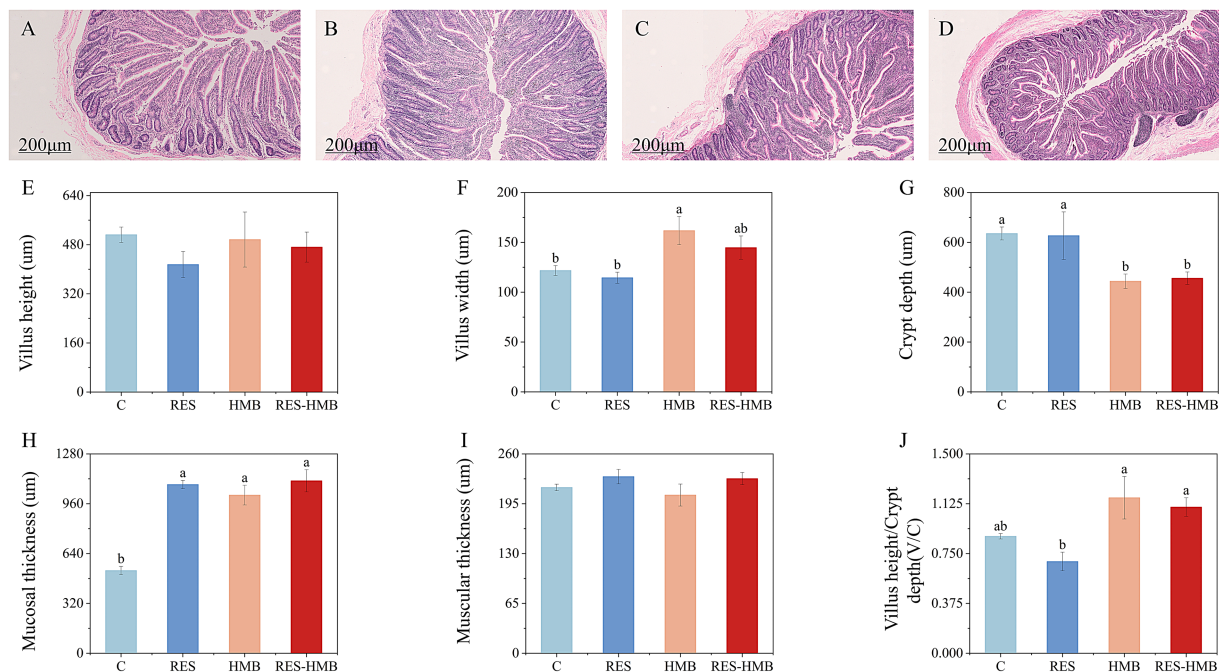 A
200μm
B
200μm
C
200μm
D
200μm
E
Villus height (um)
640
480
320
160
0
C RES HMB RES-HMB
F
Villus width (um)
200
150
100
50
0
b b a ab
C RES HMB RES-HMB
G
Crypt depth (um)
800
600
400
200
0
a a b b
C RES HMB RES-HMB
H
Mucosal thickness (um)
1280
960
640
320
0
b a a a
C RES HMB RES-HMB
I
Muscular thickness (um)
260
195
130
65
0
C RES HMB RES-HMB
J
Villus height/Crypt
depth(V/C)
1.500
1.125
0.750
0.375
0.000
ab b a a
C RES HMB RES-HMB